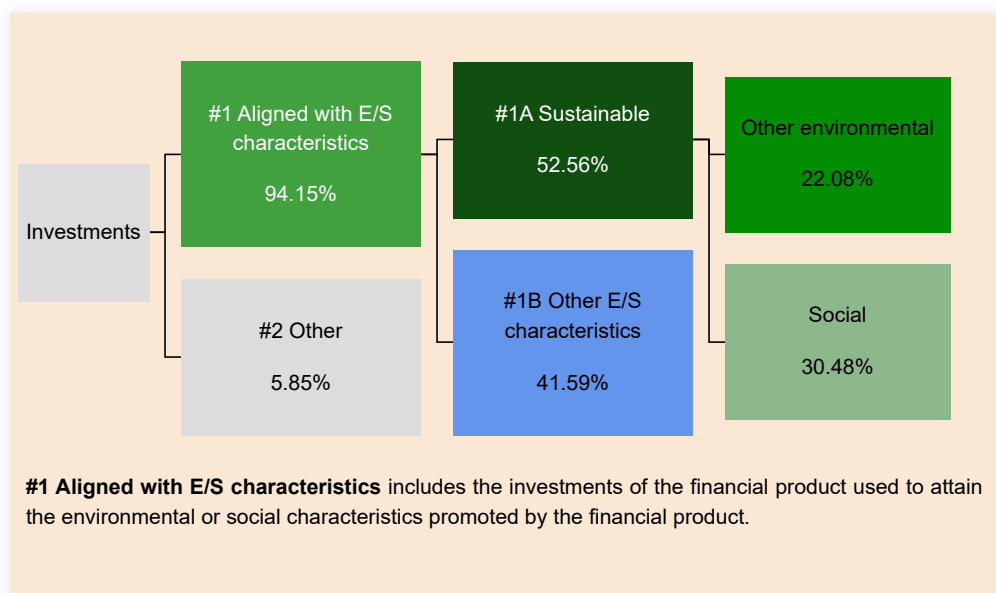 Investments
#1 Aligned with E/S
characteristics
94.15%
#2 Other
5.85%
#1A Sustainable
52.56%
#1B Other E/S
characteristics
41.59%
Other environmental
22.08%
Social
30.48%
#1 Aligned with E/S characteristics includes the investments of the financial product used to attain
the environmental or social characteristics promoted by the financial product.